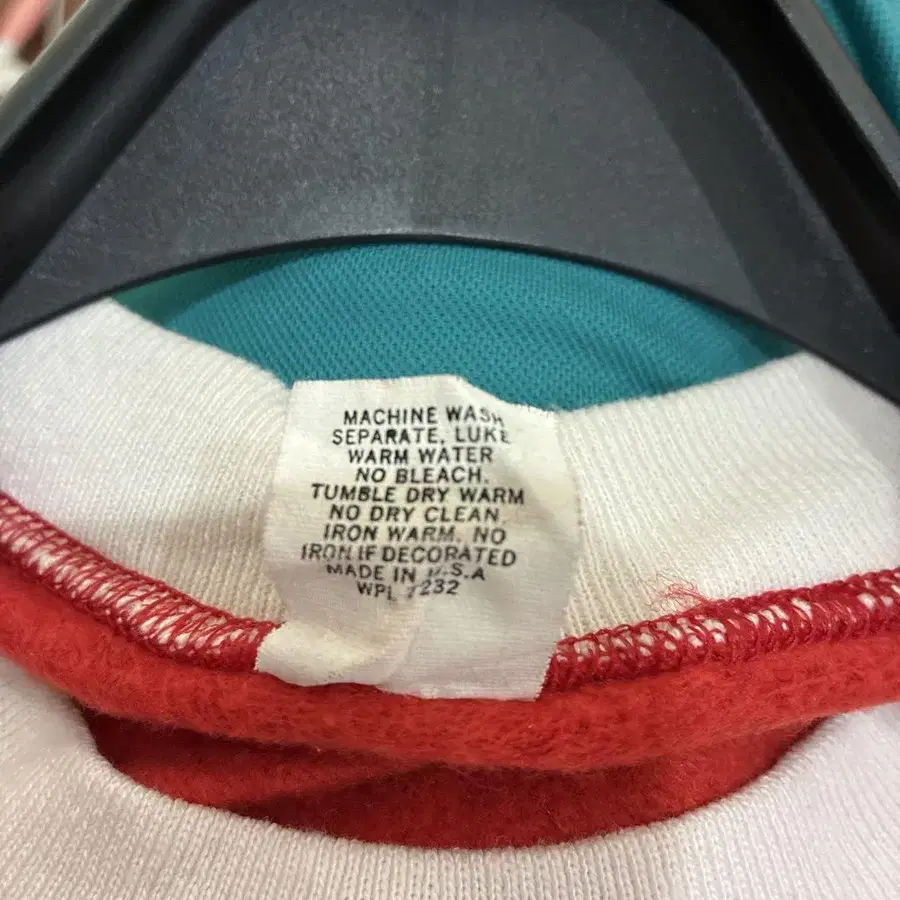 MACHINE WASH
SEPARATE, LUKE
WARM WATER
NO BLEACH.
TUMBLE DRY WARM
NO DRY CLEAN.
IRON WARM. NO
IRON IF DECORATED
MADE IN U.S.A
WPL